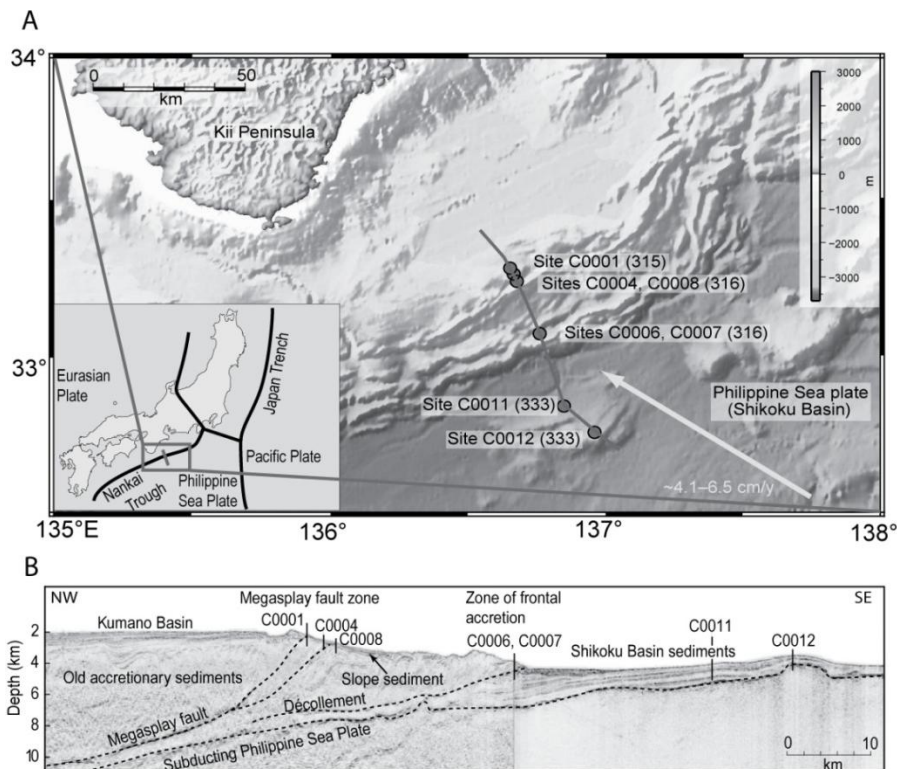 A
34°
33°
135°E
136°
137°
138°
0
50
km
Kii Peninsula
3000
2000
0
m
−1000
−2000
−3000
Site C0001 (315)
Sites C0004, C0008 (316)
Sites C0006, C0007 (316)
Site C0011 (333)
Site C0012 (333)
Philippine Sea plate
(Shikoku Basin)
~4.1–6.5 cm/y
Eurasian
Plate
Japan Trench
Pacific Plate
Nankai
Trough
Philippine
Sea Plate
B
NW
SE
Megasplay fault zone
Zone of frontal
accretion
Kumano Basin
C0001
C0004
C0008
C0006, C0007
C0011
C0012
Shikoku Basin sediments
Old accretionary sediments
Slope sediment
Décollement
Megasplay fault
Subducting Philippine Sea Plate
Depth (km)
2
4
6
8
10
0
10
km